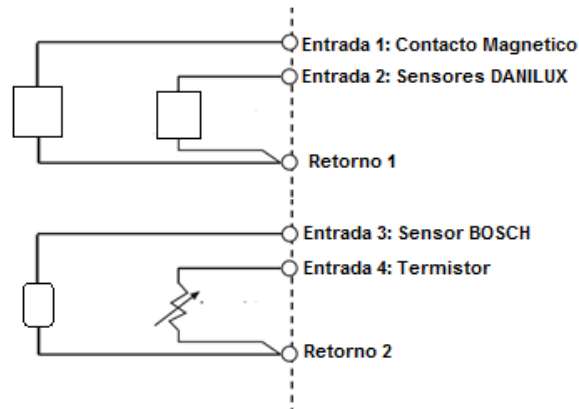 Entrada 1: Contacto Magnetico
Entrada 2: Sensores DANILUX
Retorno 1
Entrada 3: Sensor BOSCH
Entrada 4: Termistor
Retorno 2